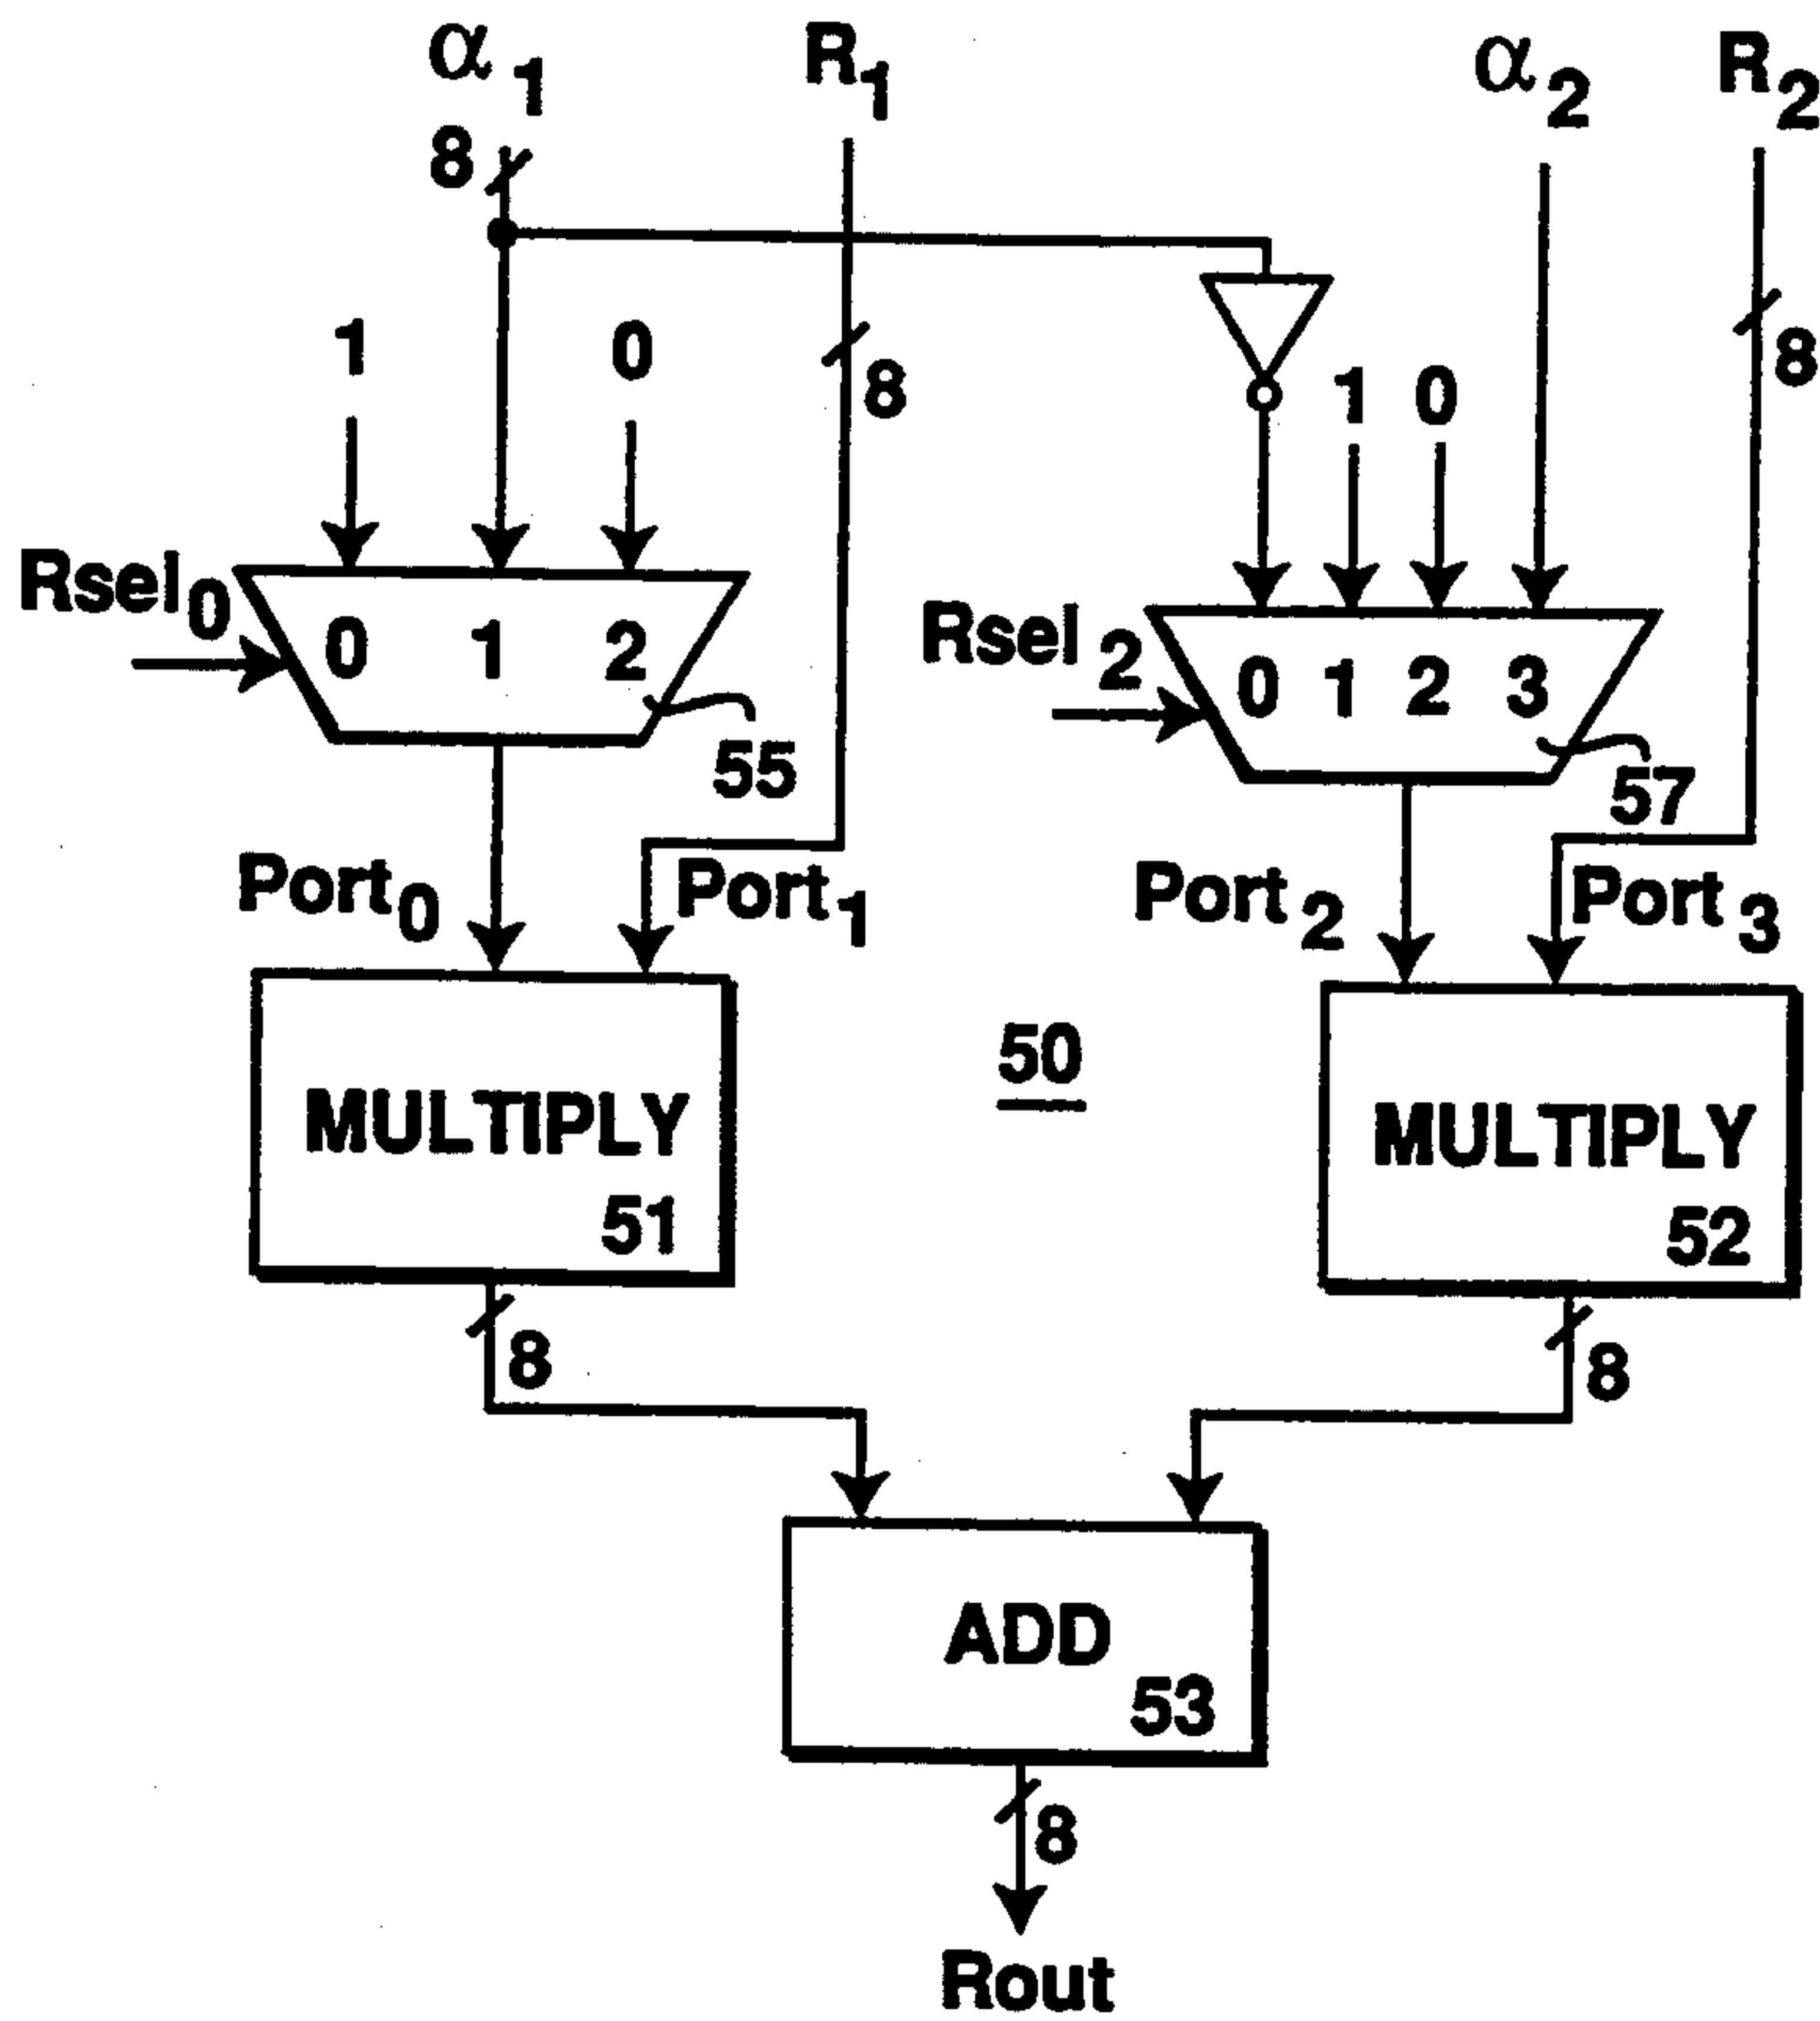 α1 R1 α2 R2
8
1 0 8 1 0 8
Rsel0 0 1 2 Rsel2 0 1 2 3
55 57
Port0 Port1 Port2 Port3
50
MULTIPLY MULTIPLY
51 52
8 8
ADD
53
8
Rout